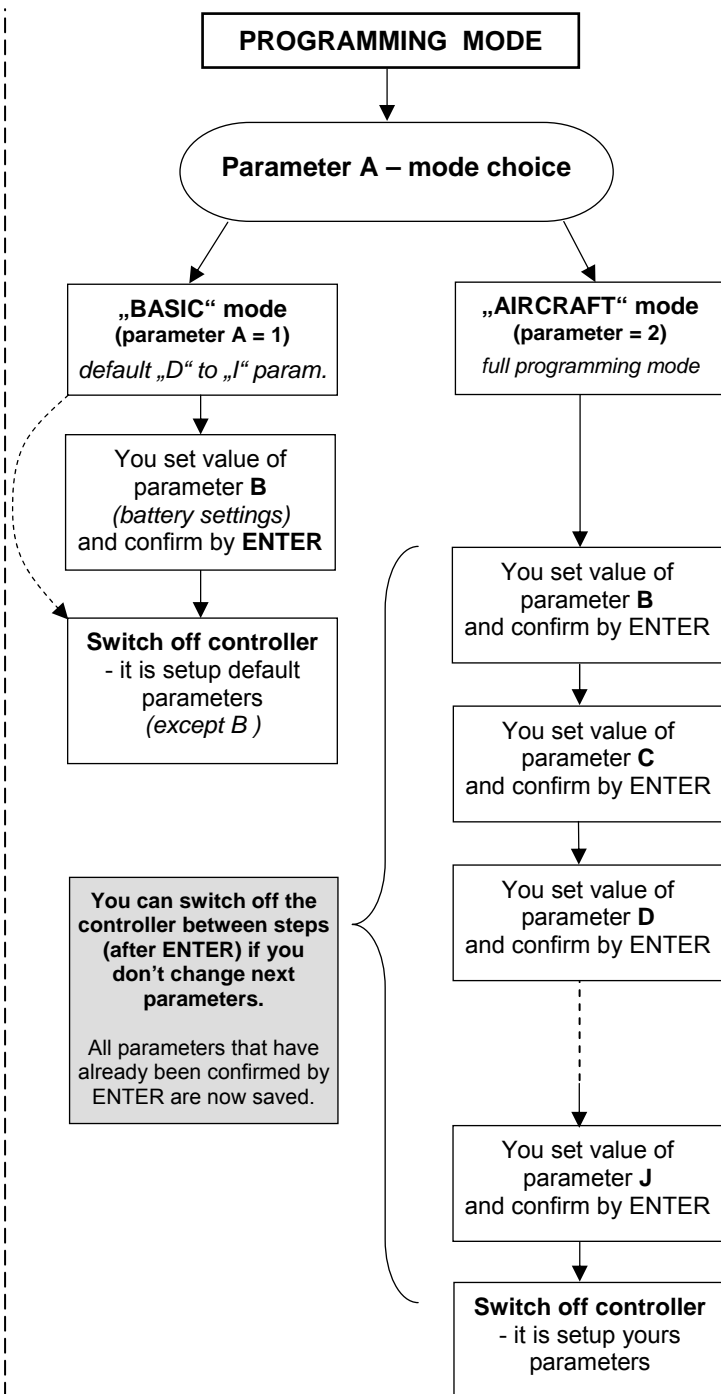 PROGRAMMING MODE
Parameter A – mode choice
„BASIC“ mode
(parameter A = 1)
default „D“ to „I“ param.
You set value of
parameter B
(battery settings)
and confirm by ENTER
Switch off controller
- it is setup default
parameters
(except B )
You can switch off the
controller between steps
(after ENTER) if you
don’t change next
parameters.
All parameters that have
already been confirmed by
ENTER are now saved.
„AIRCRAFT“ mode
(parameter = 2)
full programming mode
You set value of
parameter B
and confirm by ENTER
You set value of
parameter C
and confirm by ENTER
You set value of
parameter D
and confirm by ENTER
You set value of
parameter J
and confirm by ENTER
Switch off controller
- it is setup yours
parameters